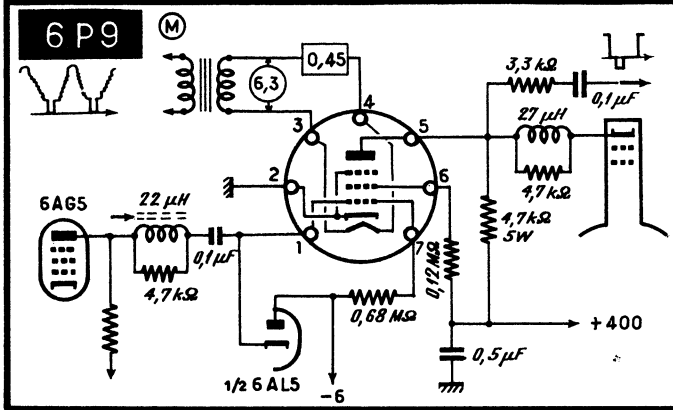 6P9
M
6,3
0,45
4
3
5
2
6
1
7
3,3 kΩ
0,1 µF
27 µH
4,7 kΩ
4,7 kΩ
5W
6AG5
22 µH
0,1 µF
4,7 kΩ
0,12 MΩ
0,68 MΩ
+400
0,5 µF
1/2 6AL5
-6